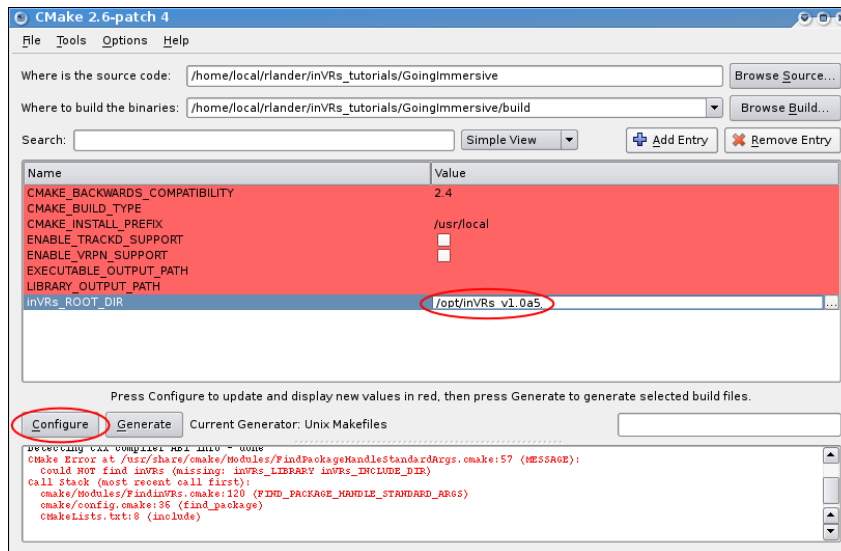 CMake 2.6-patch 4
File Tools Options Help
Where is the source code: /home/local/rlander/inVRs_tutorials/GoingImmersive Browse Source...
Where to build the binaries: /home/local/rlander/inVRs_tutorials/GoingImmersive/build Browse Build...
Search: Simple View Add Entry Remove Entry
Name Value
CMAKE_BACKWARDS_COMPATIBILITY 2.4
CMAKE_BUILD_TYPE
CMAKE_INSTALL_PREFIX /usr/local
ENABLE_TRACKD_SUPPORT
ENABLE_VRPN_SUPPORT
EXECUTABLE_OUTPUT_PATH
LIBRARY_OUTPUT_PATH
inVRs_ROOT_DIR /opt/inVRs_v1.0a5 ...
Press Configure to update and display new values in red, then press Generate to generate selected build files.
Configure Generate Current Generator: Unix Makefiles
Detecting CXX compiler ABI info - done
CMake Error at /usr/share/cmake/Modules/FindPackageHandleStandardArgs.cmake:57 (MESSAGE):
Could NOT find inVRs (missing: inVRs_LIBRARY inVRs_INCLUDE_DIR)
Call Stack (most recent call first):
cmake/Modules/FindinVRs.cmake:120 (FIND_PACKAGE_HANDLE_STANDARD_ARGS)
cmake/config.cmake:36 (find_package)
CMakeLists.txt:8 (include)